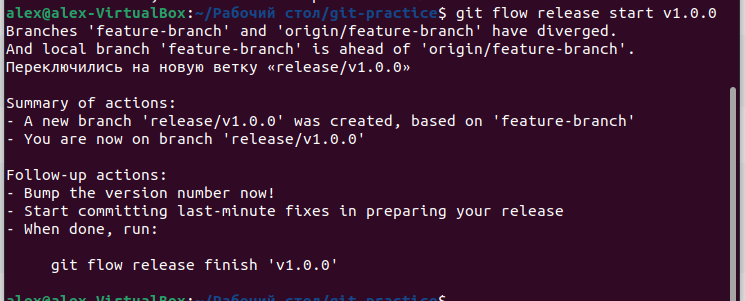 alex@alex-VirtualBox:~/Рабочий стол/git-practice$ git flow release start v1.0.0
Branches 'feature-branch' and 'origin/feature-branch' have diverged.
And local branch 'feature-branch' is ahead of 'origin/feature-branch'.
Переключились на новую ветку «release/v1.0.0»
Summary of actions:
- A new branch 'release/v1.0.0' was created, based on 'feature-branch'
- You are now on branch 'release/v1.0.0'
Follow-up actions:
- Bump the version number now!
- Start committing last-minute fixes in preparing your release
- When done, run:
git flow release finish 'v1.0.0'
alex@alex-VirtualBox:~/Рабочий стол/git-practice$